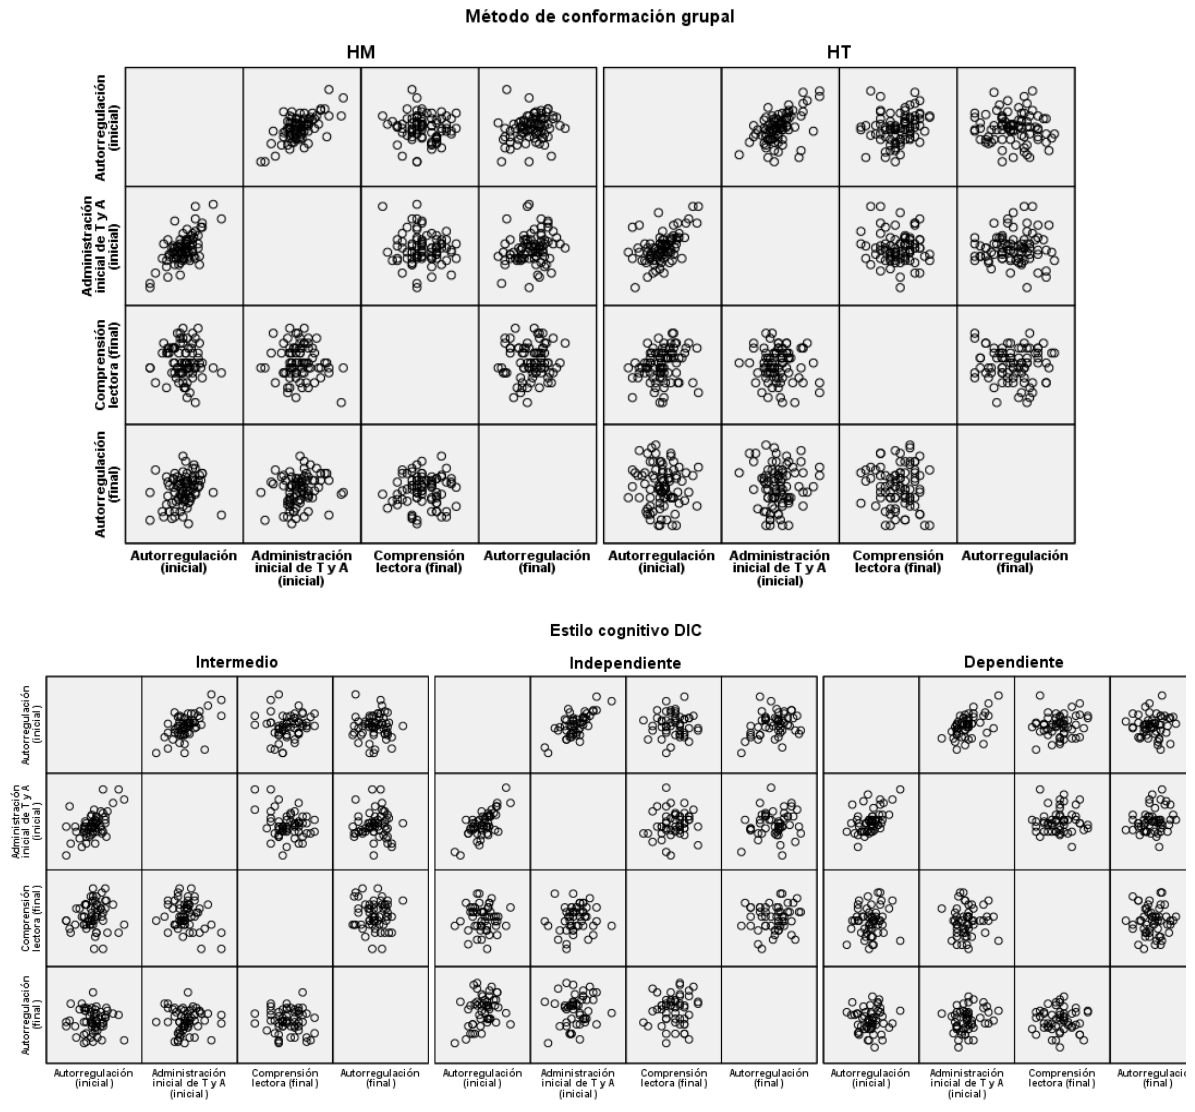 Método de conformación grupal
HM
HT
Autorregulación
(inicial)
Administración
inicial de T y A
(inicial)
Comprensión
lectora (final)
Autorregulación
(final)
Autorregulación
(inicial)
Administración
inicial de T y A
(inicial)
Comprensión
lectora (final)
Autorregulación
(final)
Autorregulación
(inicial)
Administración
inicial de T y A
(inicial)
Comprensión
lectora (final)
Autorregulación
(final)
Estilo cognitivo DIC
Intermedio
Independiente
Dependiente
Autorregulación
(inicial)
Administración
inicial de T y A
(inicial)
Comprensión
lectora (final)
Autorregulación
(final)
Autorregulación
(inicial)
Administración
inicial de T y A
(inicial)
Comprensión
lectora (final)
Autorregulación
(final)
Autorregulación
(inicial)
Administración
inicial de T y A
(inicial)
Comprensión
lectora (final)
Autorregulación
(final)
Autorregulación
(inicial)
Administración
inicial de T y A
(inicial)
Comprensión
lectora (final)
Autorregulación
(final)